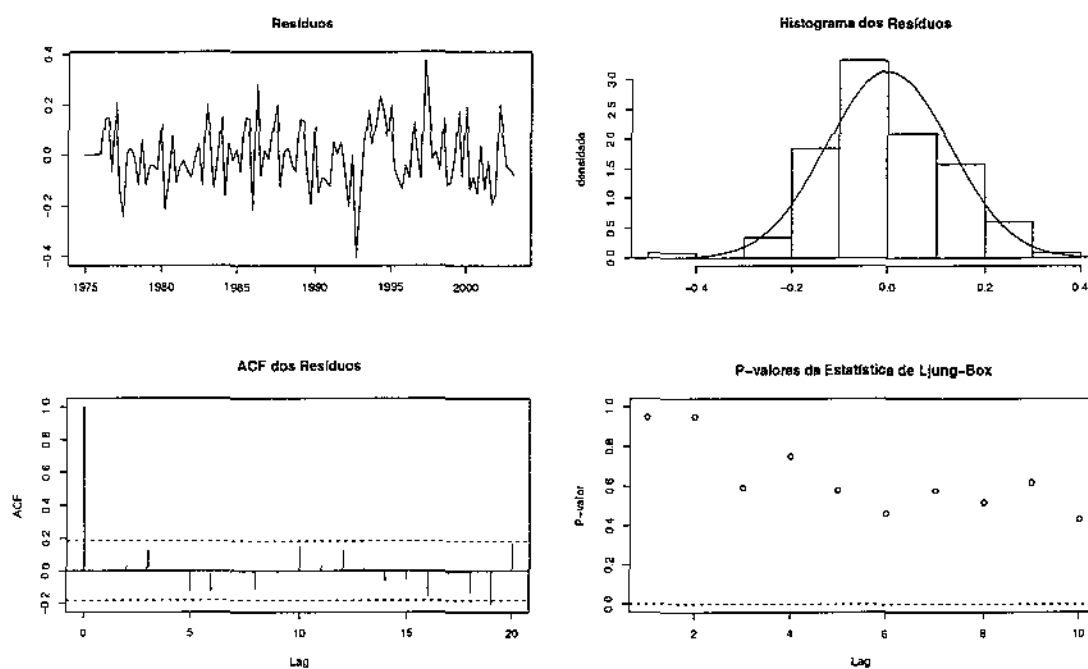 Resíduos
0.4
0.2
0.0
-0.2
-0.4
1975 1980 1985 1990 1995 2000
Histograma dos Resíduos
densidade
3.0
2.5
2.0
1.5
1.0
0.5
0.0
-0.4 -0.2 0.0 0.2 0.4
ACF dos Resíduos
ACF
1.0
0.8
0.6
0.4
0.2
0.0
-0.2
0 5 10 15 20
Lag
P-valores da Estatística de Ljung-Box
P-valor
1.0
0.8
0.6
0.4
0.2
0.0
2 4 6 8 10
Lag